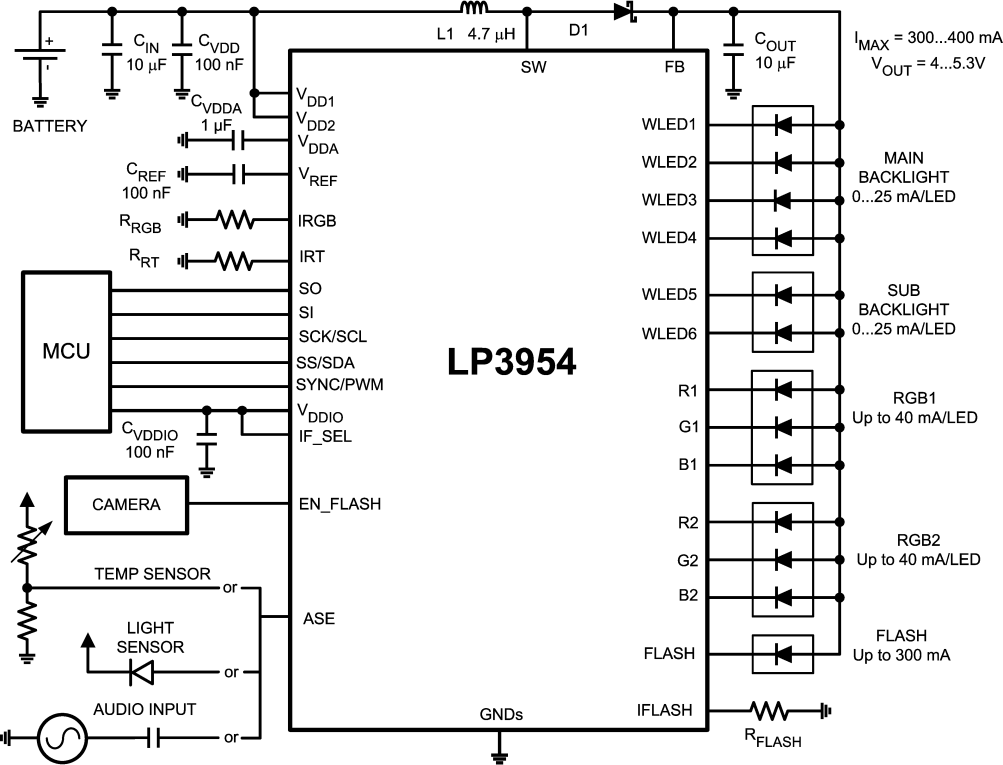 L1 4.7 µH
D1
+
-
BATTERY
CIN
10 µF
CVDD
100 nF
COUT
10 µF
IMAX = 300...400 mA
VOUT = 4...5.3V
SW
FB
CVDDA
1 µF
VDD1
VDD2
VDDA
CREF
100 nF
VREF
RRGB
IRGB
RRT
IRT
MCU
SO
SI
SCK/SCL
SS/SDA
SYNC/PWM
VDDIO
IF_SEL
CVDDIO
100 nF
CAMERA
EN_FLASH
TEMP SENSOR
or
ASE
LIGHT
SENSOR
or
AUDIO INPUT
or
LP3954
GNDs
WLED1
WLED2
WLED3
WLED4
MAIN
BACKLIGHT
0...25 mA/LED
WLED5
WLED6
SUB
BACKLIGHT
0...25 mA/LED
R1
G1
B1
RGB1
Up to 40 mA/LED
R2
G2
B2
RGB2
Up to 40 mA/LED
FLASH
FLASH
Up to 300 mA
IFLASH
RFLASH